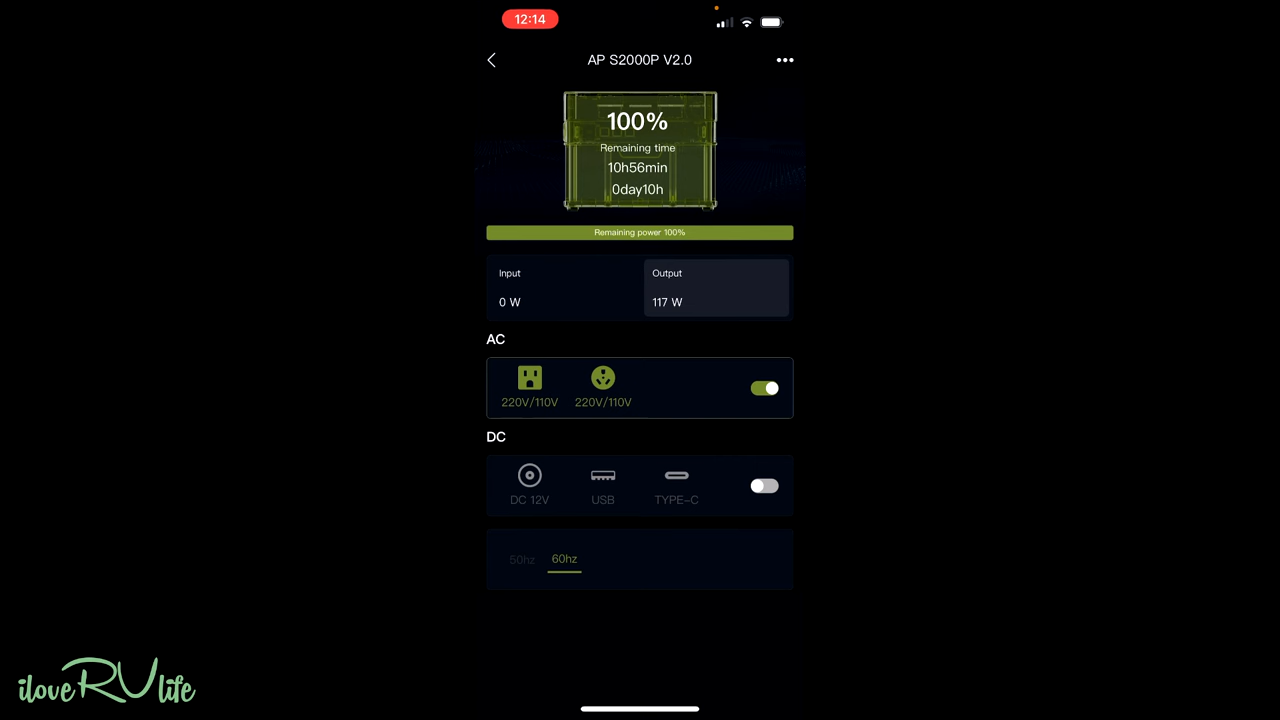 12:14
AP S2000P V2.0
100%
Remaining time
10h56min
0day10h
Remaining power 100%
Input
Output
0 W
117 W
AC
220V/110V
220V/110V
DC
DC 12V
USB
TYPE-C
50hz
60hz
iloveRVlife